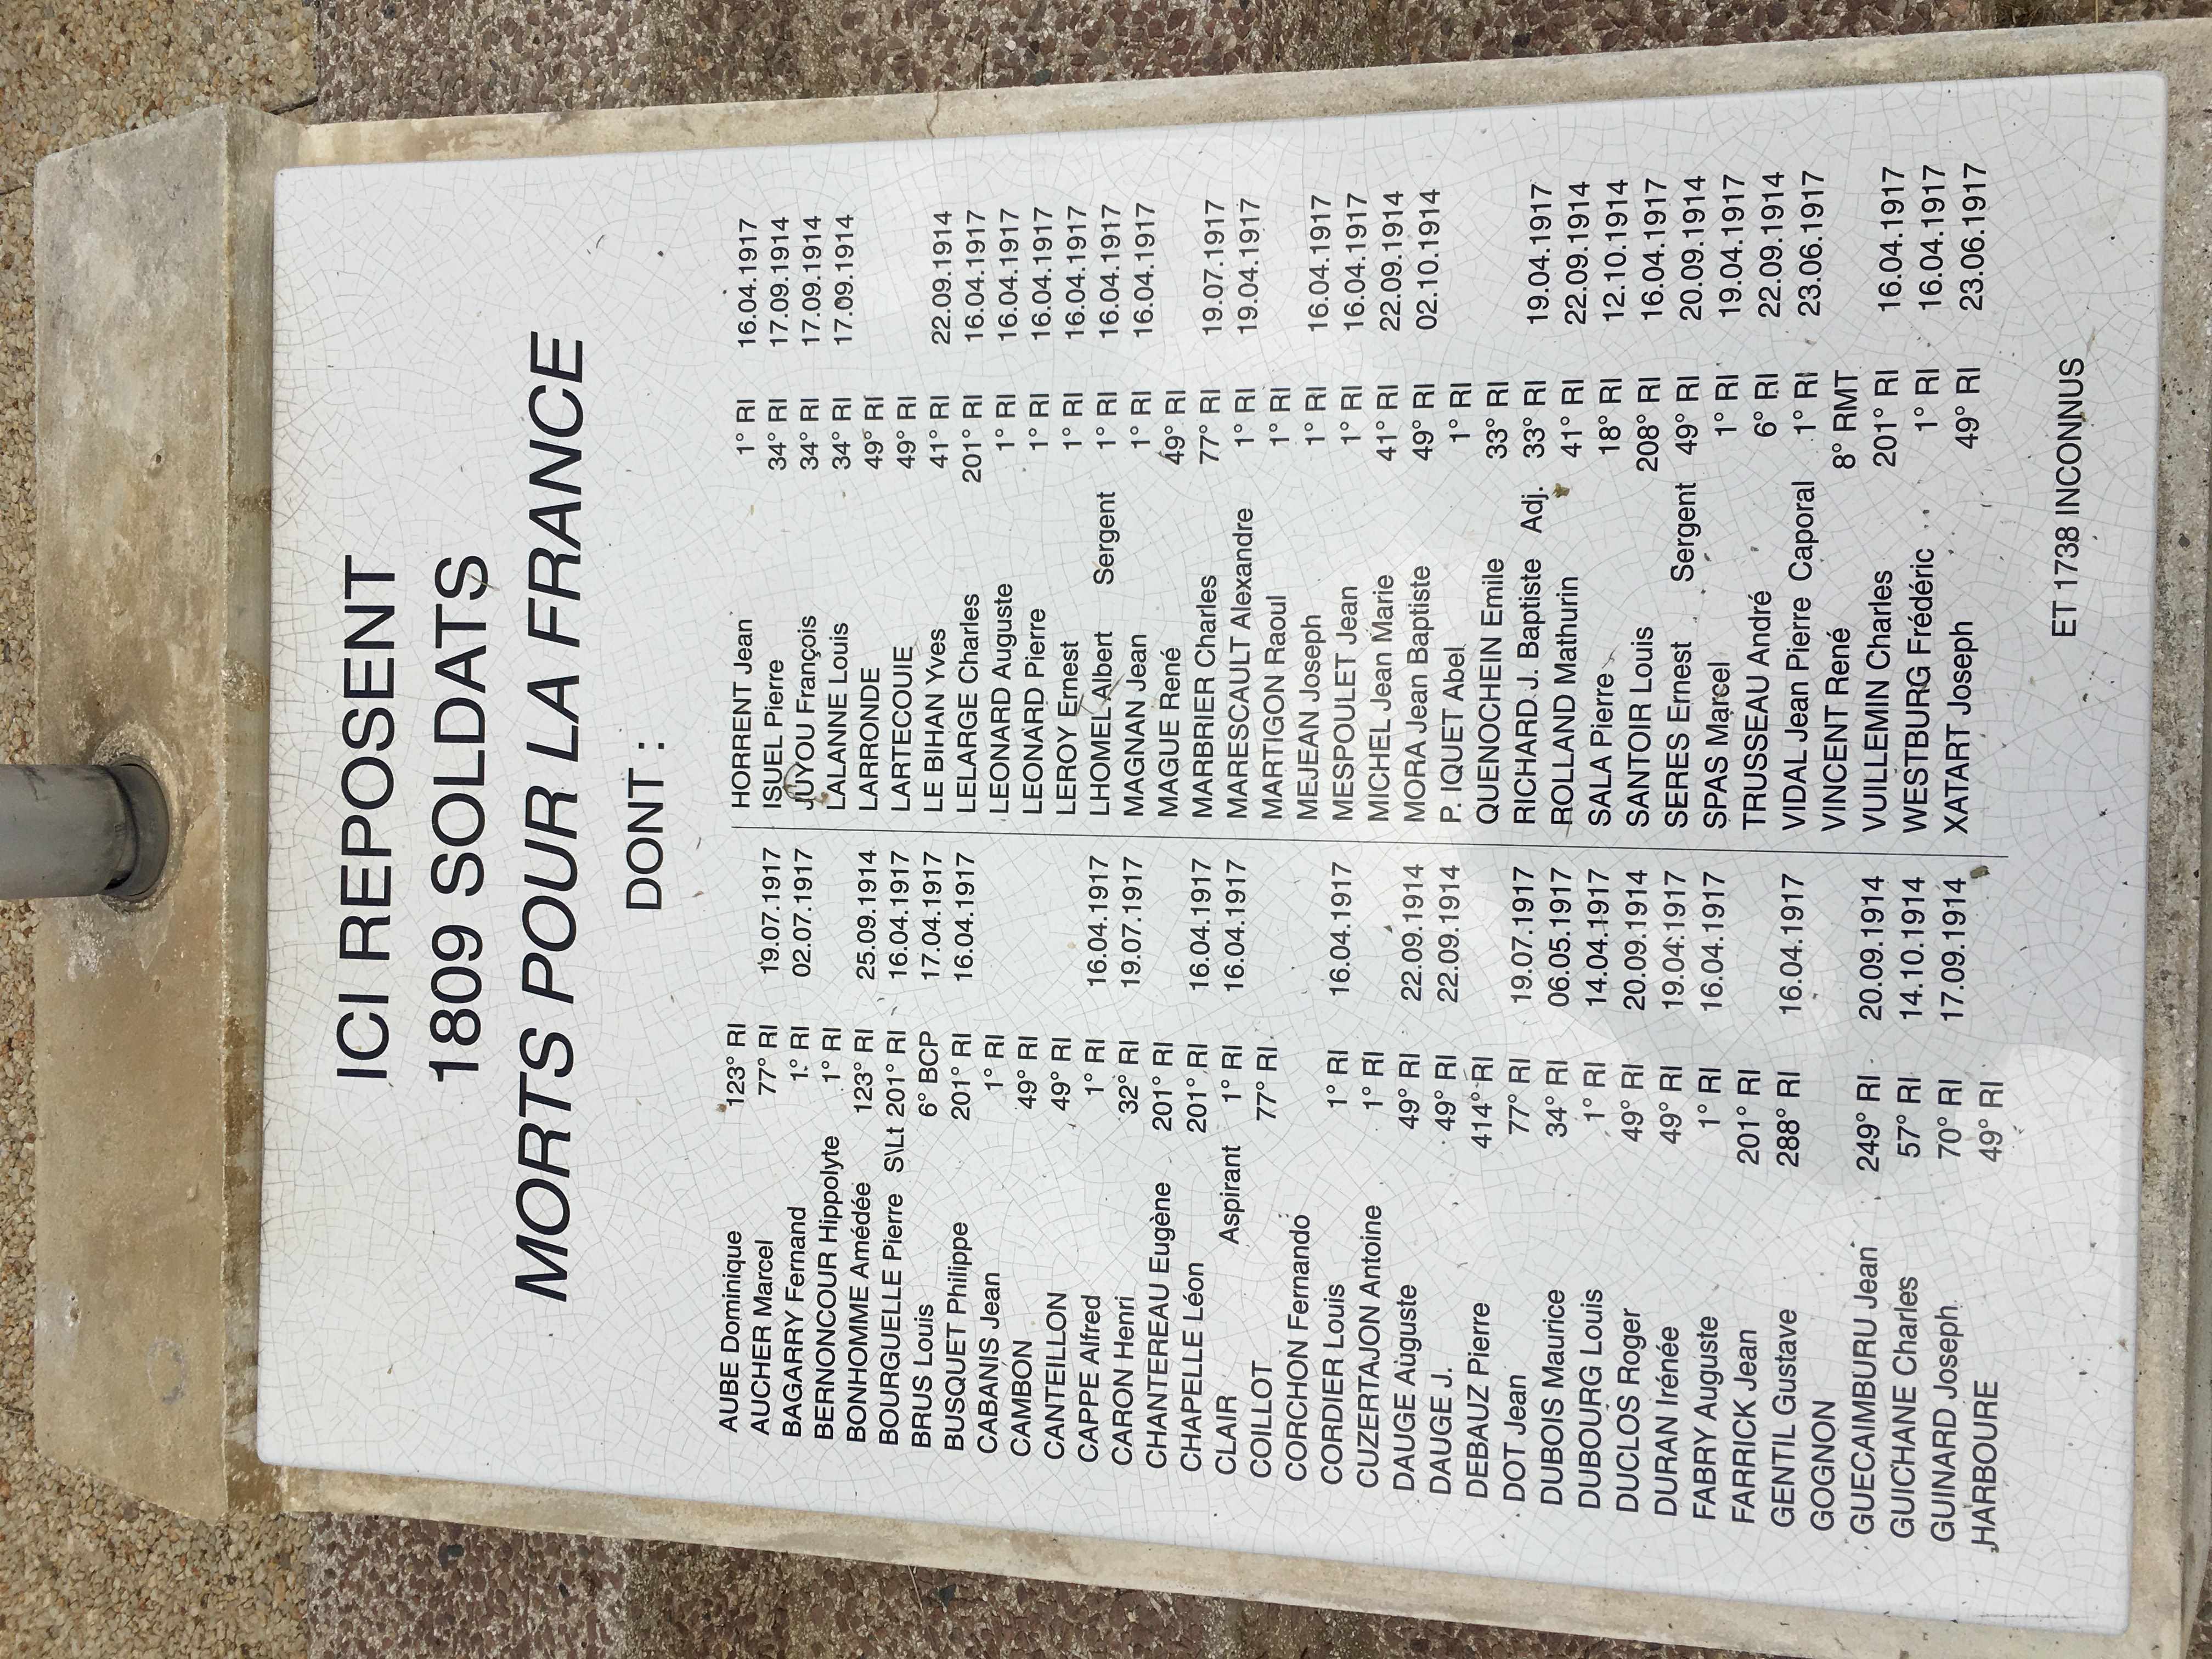 ICI REPOSENT
1809 SOLDATS
MORTS POUR LA FRANCE
DONT :
AUBE Dominique 123° RI
AUCHER Marcel 77° RI 19.07.1917
BAGARRY Fernand 1° RI 02.07.1917
BERNONCOUR Hippolyte 1° RI
BONHOMME Amédée 123° RI 25.09.1914
BOURGUELLE Pierre S\Lt 201° RI 16.04.1917
BRUS Louis 6° BCP 17.04.1917
BUSQUET Philippe 201° RI 16.04.1917
CABANIS Jean 1° RI
CAMBON 49° RI
CANTEILLON 49° RI
CAPPE Alfred 1° RI 16.04.1917
CARON Henri 32° RI 19.07.1917
CHANTEREAU Eugène 201° RI
CHAPELLE Léon 201° RI 16.04.1917
CLAIR Aspirant 1° RI 16.04.1917
COILLOT 77° RI
CORCHON Fernando
CORDIER Louis 1° RI 16.04.1917
CUZERTAJON Antoine 1° RI
DAUGE Auguste 49° RI 22.09.1914
DAUGE J. 49° RI 22.09.1914
DEBAUZ Pierre 414° RI
DOT Jean 77° RI 19.07.1917
DUBOIS Maurice 34° RI 06.05.1917
DUBOURG Louis 1° RI 14.04.1917
DUCLOS Roger 49° RI 20.09.1914
DURAN Irénée 49° RI 19.04.1917
FABRY Auguste 1° RI 16.04.1917
FARRICK Jean 201° RI
GENTIL Gustave 288° RI 16.04.1917
GOGNON
GUECAIMBURU Jean 249° RI 20.09.1914
GUICHANE Charles 57° RI 14.10.1914
GUINARD Joseph 70° RI 17.09.1914
HARBOURE 49° RI
HORRENT Jean 1° RI 16.04.1917
ISUEL Pierre 34° RI 17.09.1914
JUYOU François 34° RI 17.09.1914
LALANNE Louis 34° RI 17.09.1914
LARRONDE 49° RI
LARTECOUIE 49° RI
LE BIHAN Yves 41° RI 22.09.1914
LELARGE Charles 201° RI 16.04.1917
LEONARD Auguste 1° RI 16.04.1917
LEONARD Pierre 1° RI 16.04.1917
LEROY Ernest 1° RI 16.04.1917
LHOMEL Albert Sergent 1° RI 16.04.1917
MAGNAN Jean 1° RI 16.04.1917
MAGUE René 49° RI
MARBRIER Charles 77° RI 19.07.1917
MARESCAULT Alexandre 1° RI 19.04.1917
MARTIGON Raoul 1° RI
MEJEAN Joseph 1° RI 16.04.1917
MESPOULET Jean 1° RI 16.04.1917
MICHEL Jean Marie 41° RI 22.09.1914
MORA Jean Baptiste 49° RI 02.10.1914
P. IQUET Abel 1° RI
QUENOCHEIN Emile 33° RI
RICHARD J. Baptiste Adj. 33° RI 19.04.1917
ROLLAND Mathurin 41° RI 22.09.1914
SALA Pierre 18° RI 12.10.1914
SANTOIR Louis 208° RI 16.04.1917
SERES Ernest Sergent 49° RI 20.09.1914
SPAS Marcel 1° RI 19.04.1917
TRUSSEAU André 6° RI 22.09.1914
VIDAL Jean Pierre Caporal 1° RI 23.06.1917
VINCENT René 8° RMT
VUILLEMIN Charles 201° RI 16.04.1917
WESTBURG Frédéric 1° RI 16.04.1917
XATART Joseph 49° RI 23.06.1917
ET 1738 INCONNUS